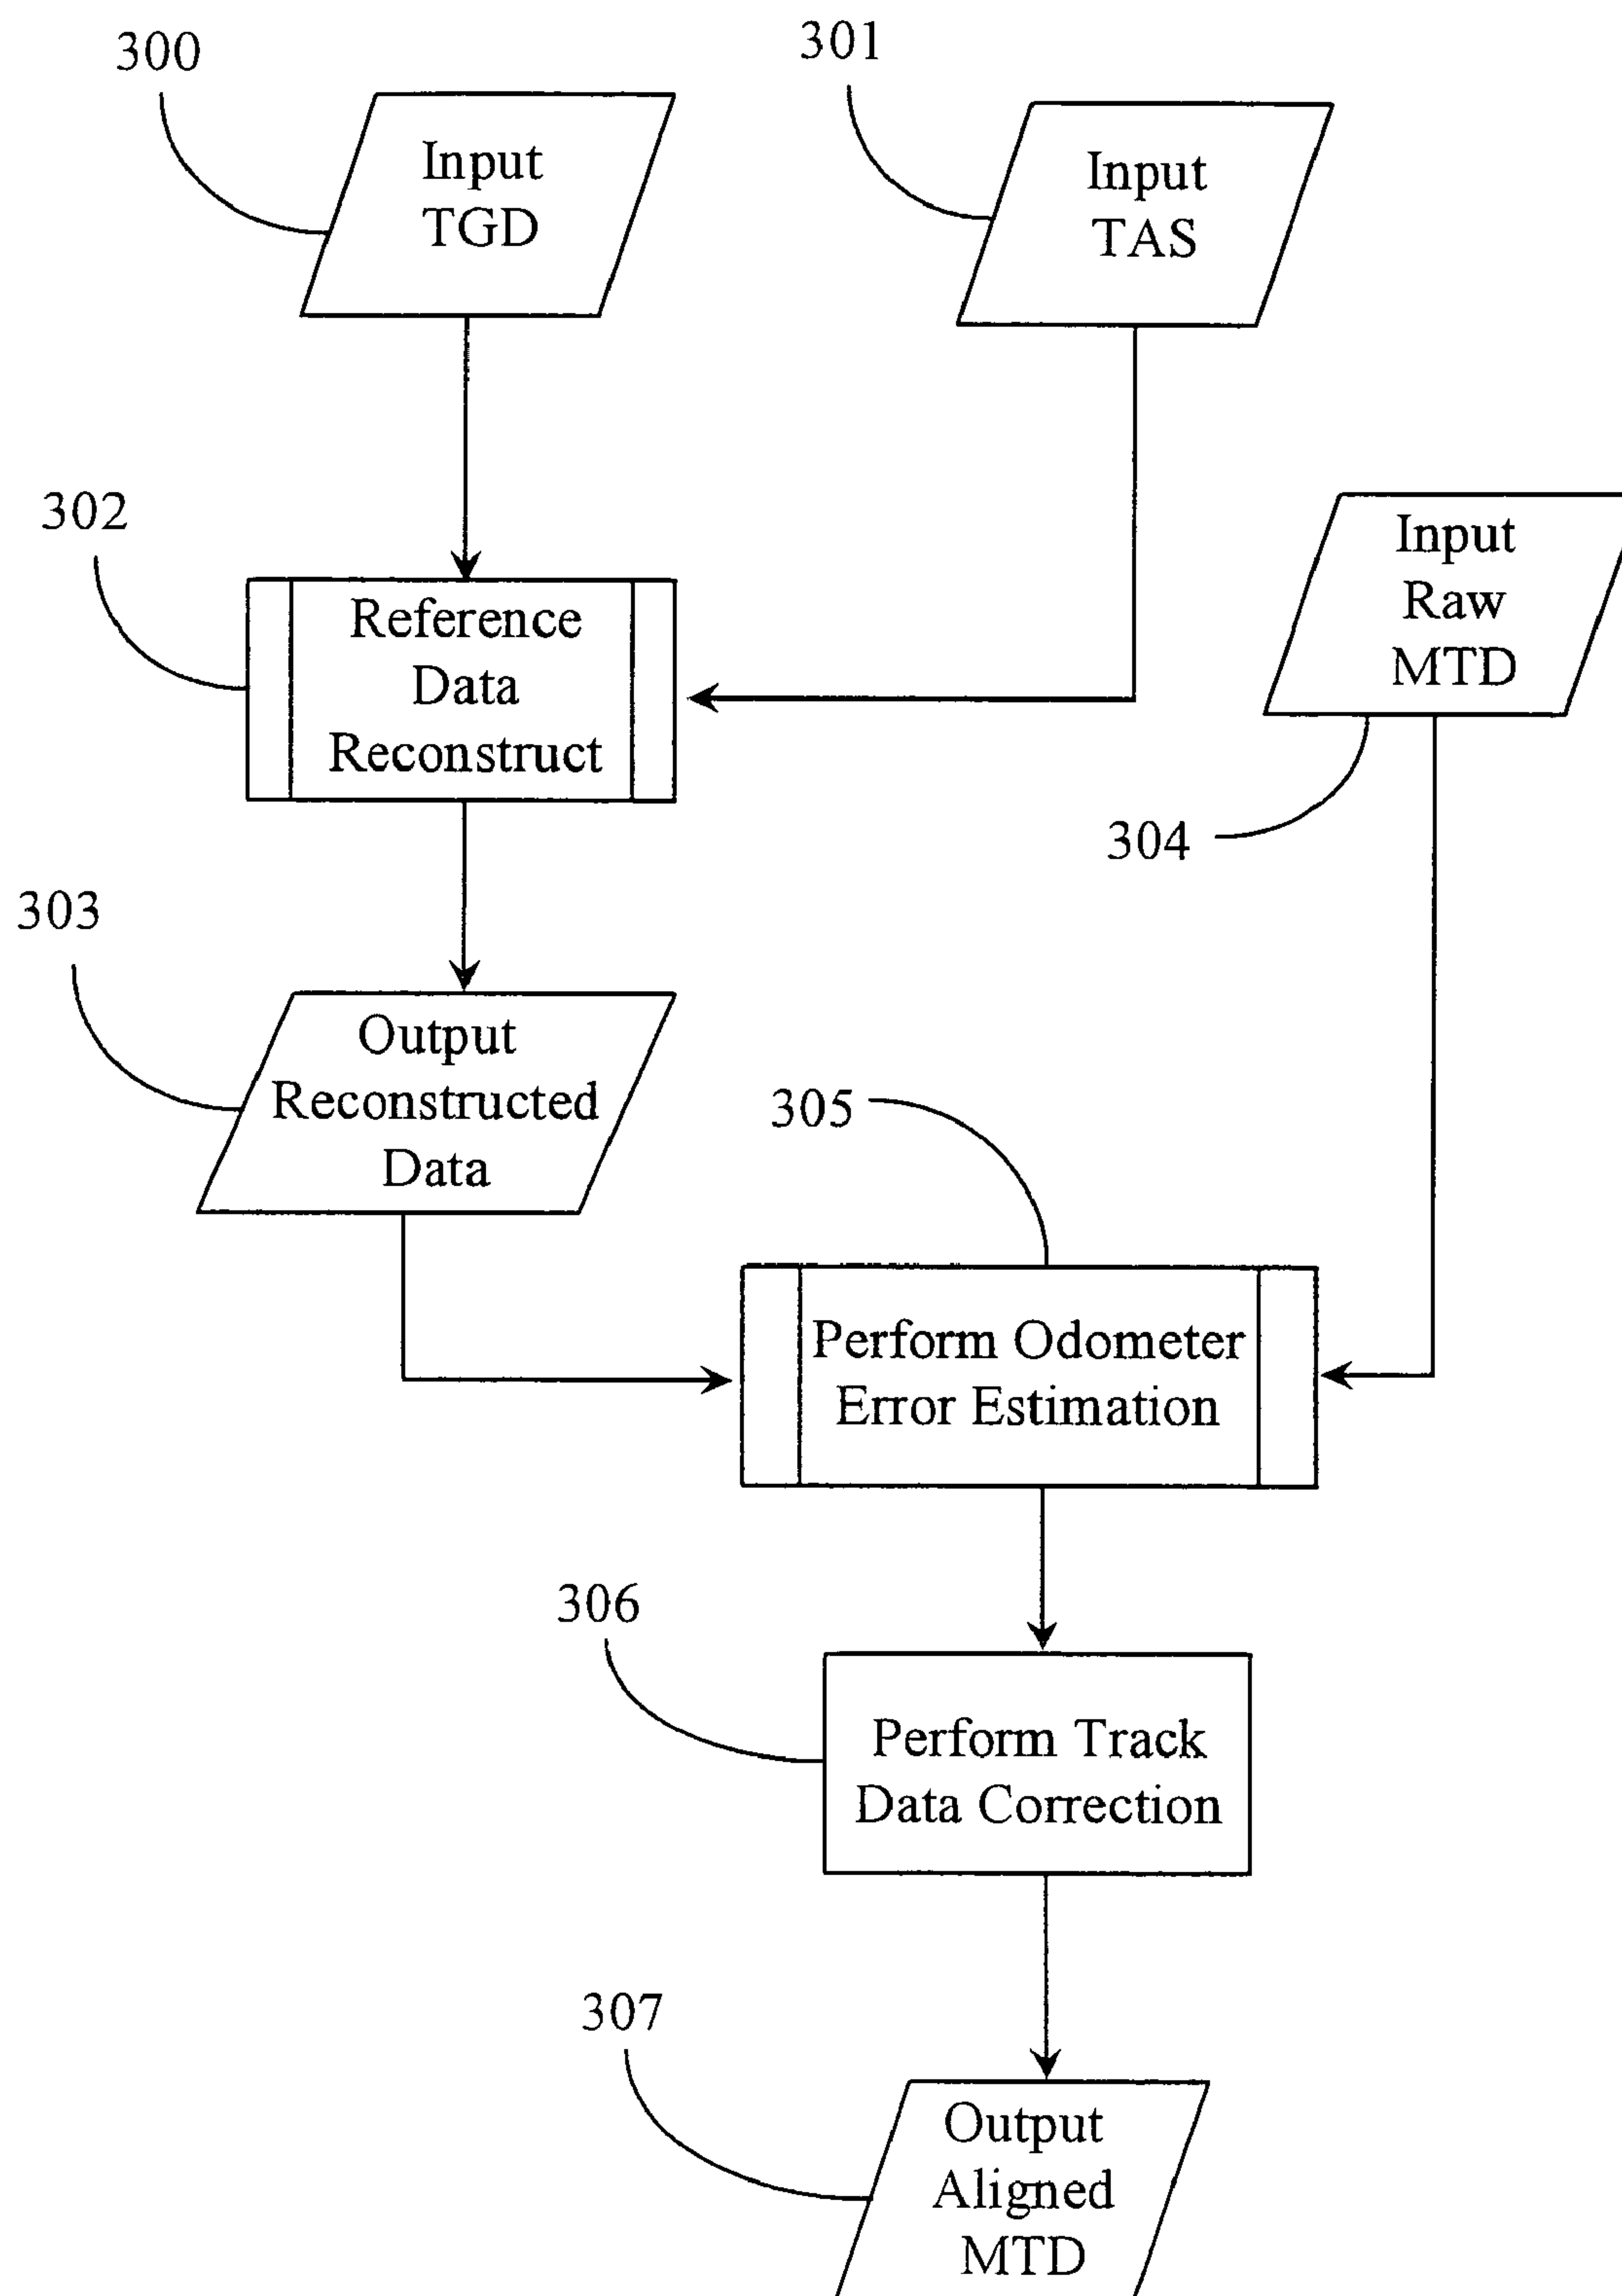 300
Input
TGD
301
Input
TAS
302
Reference
Data
Reconstruct
Input
Raw
MTD
304
303
Output
Reconstructed
Data
305
Perform Odometer
Error Estimation
306
Perform Track
Data Correction
307
Output
Aligned
MTD